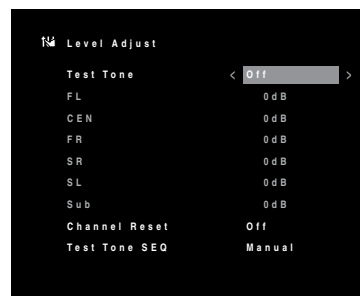 Level Adjust
Test Tone < Off >
FL 0dB
CEN 0dB
FR 0dB
SR 0dB
SL 0dB
Sub 0dB
Channel Reset Off
Test Tone SEQ Manual